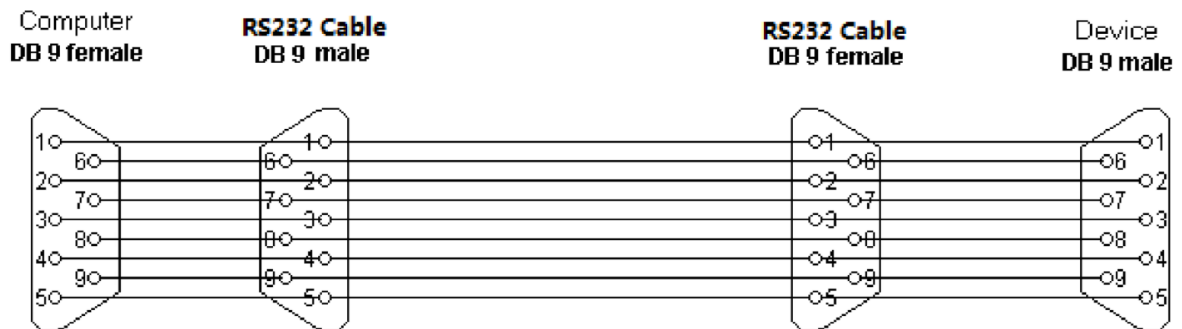 Computer
DB 9 female
RS232 Cable
DB 9 male
RS232 Cable
DB 9 female
Device
DB 9 male
1 1 1 1
6 6 6 6
2 2 2 2
7 7 7 7
3 3 3 3
8 8 8 8
4 4 4 4
9 9 9 9
5 5 5 5